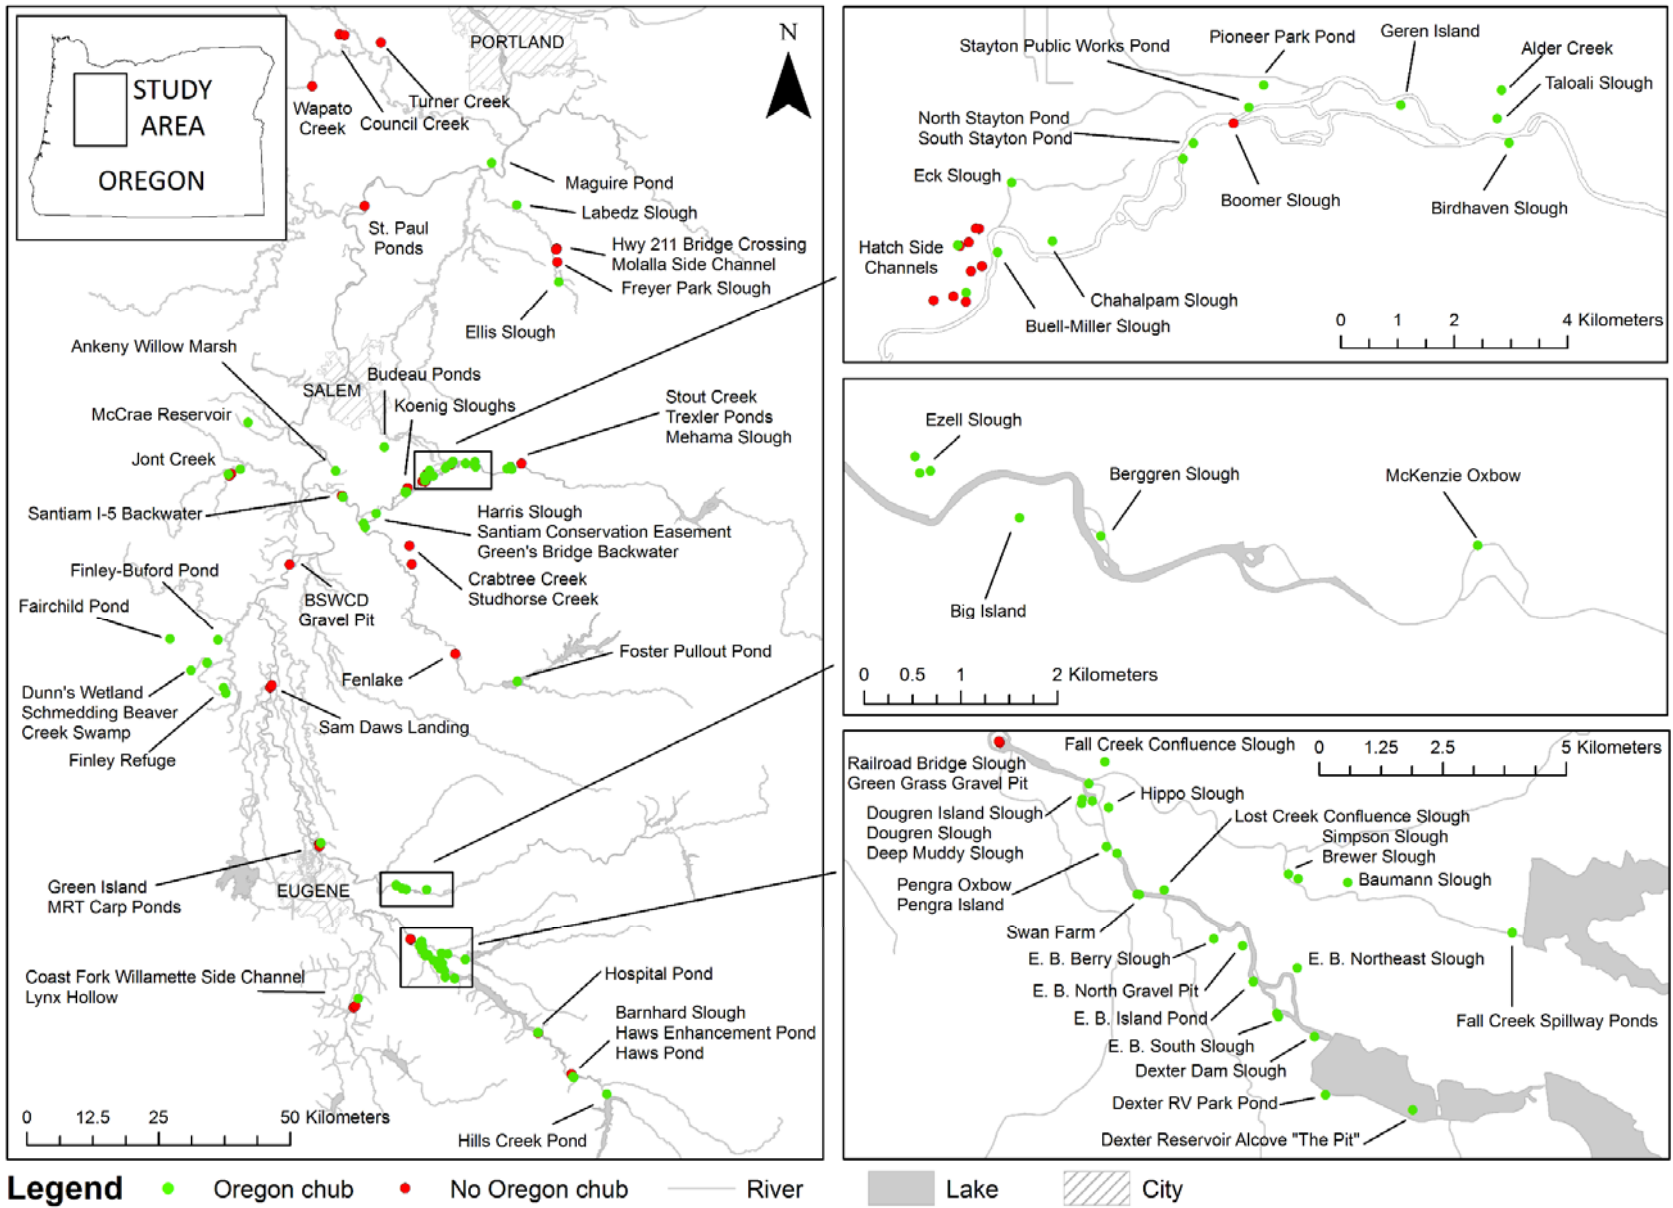 STUDY
AREA
OREGON
PORTLAND
N
Wapato
Creek
Turner Creek
Council Creek
Maguire Pond
Labedz Slough
St. Paul
Ponds
Hwy 211 Bridge Crossing
Molalla Side Channel
Freyer Park Slough
Ellis Slough
Ankeny Willow Marsh
SALEM
Budeau Ponds
Koenig Sloughs
McCrae Reservoir
Stout Creek
Trexler Ponds
Mehama Slough
Jont Creek
Santiam I-5 Backwater
Harris Slough
Santiam Conservation Easement
Green's Bridge Backwater
Finley-Buford Pond
Crabtree Creek
Studhorse Creek
BSWCD
Gravel Pit
Fairchild Pond
Fenlake
Foster Pullout Pond
Dunn's Wetland
Schmedding Beaver
Creek Swamp
Sam Daws Landing
Finley Refuge
Green Island
MRT Carp Ponds
EUGENE
Coast Fork Willamette Side Channel
Lynx Hollow
Hospital Pond
Barnhard Slough
Haws Enhancement Pond
Haws Pond
Hills Creek Pond
0 12.5 25 50 Kilometers
Stayton Public Works Pond
Pioneer Park Pond
Geren Island
Alder Creek
Taloali Slough
North Stayton Pond
South Stayton Pond
Eck Slough
Boomer Slough
Birdhaven Slough
Hatch Side
Channels
Chahalpam Slough
Buell-Miller Slough
0 1 2 4 Kilometers
Ezell Slough
Berggren Slough
McKenzie Oxbow
Big Island
0 0.5 1 2 Kilometers
Fall Creek Confluence Slough
0 1.25 2.5 5 Kilometers
Railroad Bridge Slough
Green Grass Gravel Pit
Hippo Slough
Dougren Island Slough
Dougren Slough
Deep Muddy Slough
Lost Creek Confluence Slough
Simpson Slough
Brewer Slough
Baumann Slough
Pengra Oxbow
Pengra Island
Swan Farm
E. B. Berry Slough
E. B. Northeast Slough
E. B. North Gravel Pit
E. B. Island Pond
Fall Creek Spillway Ponds
E. B. South Slough
Dexter Dam Slough
Dexter RV Park Pond
Dexter Reservoir Alcove "The Pit"
Legend Oregon chub No Oregon chub River Lake City